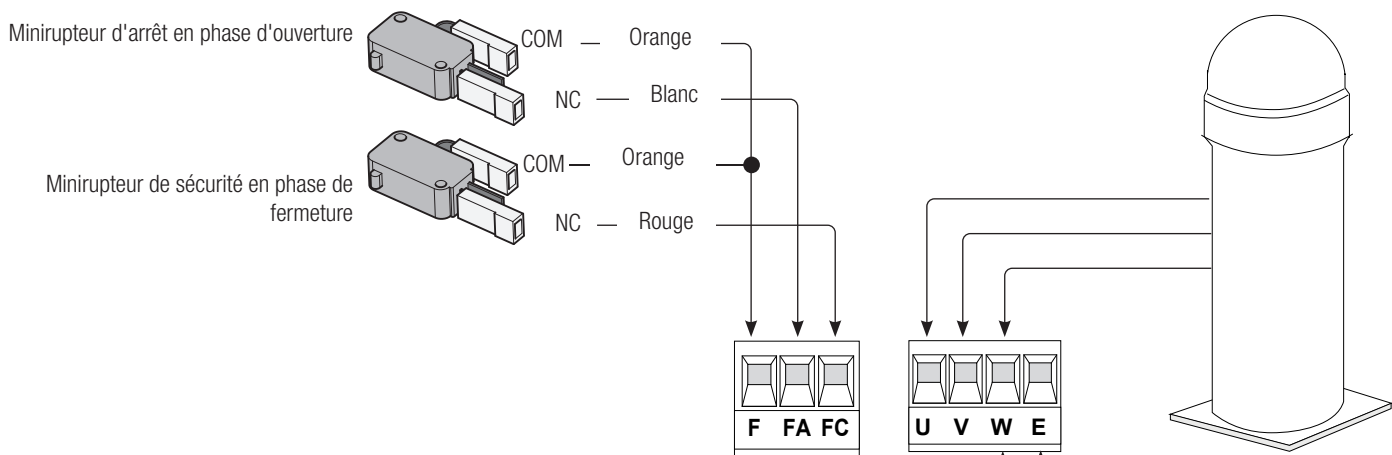 Minirupteur d'arrêt en phase d'ouverture
COM
Orange
NC
Blanc
COM
Orange
Minirupteur de sécurité en phase de
fermeture
NC
Rouge
F FA FC
U V W E